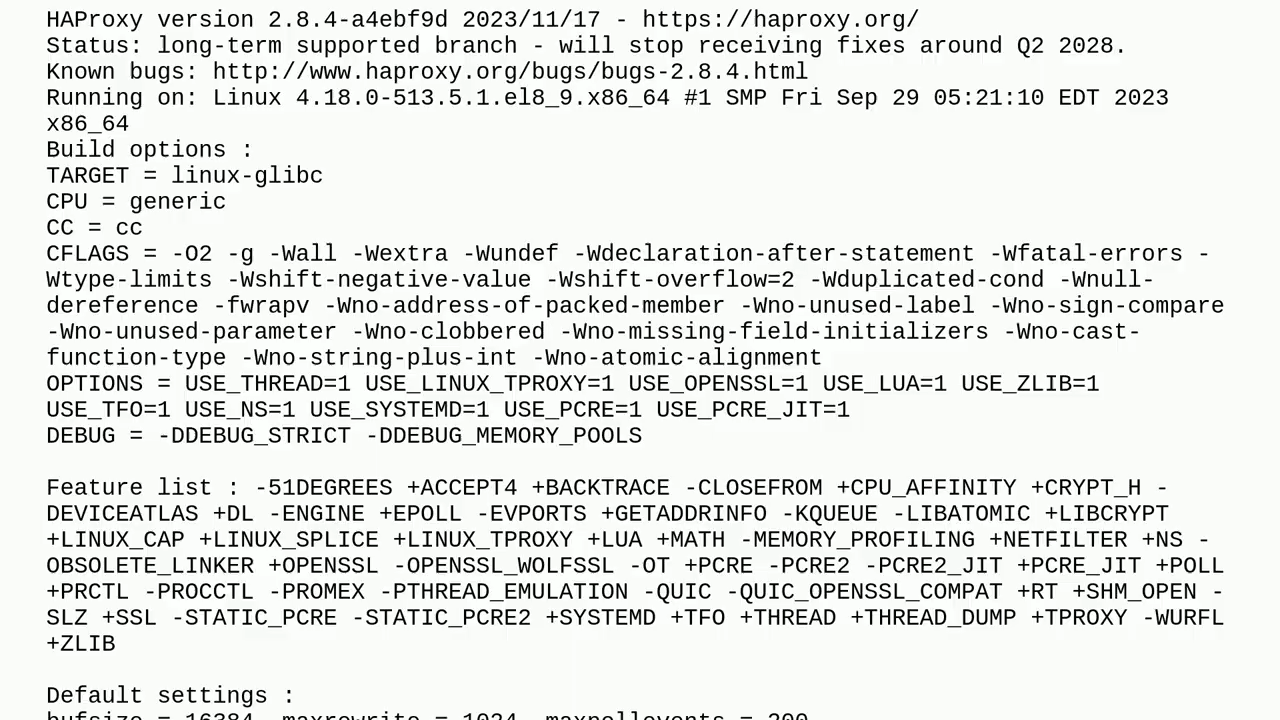 HAProxy version 2.8.4-a4ebf9d 2023/11/17 - https://haproxy.org/
Status: long-term supported branch - will stop receiving fixes around Q2 2028.
Known bugs: http://www.haproxy.org/bugs/bugs-2.8.4.html
Running on: Linux 4.18.0-513.5.1.el8_9.x86_64 #1 SMP Fri Sep 29 05:21:10 EDT 2023
x86_64
Build options :
TARGET = linux-glibc
CPU = generic
CC = cc
CFLAGS = -O2 -g -Wall -Wextra -Wundef -Wdeclaration-after-statement -Wfatal-errors -
Wtype-limits -Wshift-negative-value -Wshift-overflow=2 -Wduplicated-cond -Wnull-
dereference -fwrapv -Wno-address-of-packed-member -Wno-unused-label -Wno-sign-compare
-Wno-unused-parameter -Wno-clobbered -Wno-missing-field-initializers -Wno-cast-
function-type -Wno-string-plus-int -Wno-atomic-alignment
OPTIONS = USE_THREAD=1 USE_LINUX_TPROXY=1 USE_OPENSSL=1 USE_LUA=1 USE_ZLIB=1
USE_TFO=1 USE_NS=1 USE_SYSTEMD=1 USE_PCRE=1 USE_PCRE_JIT=1
DEBUG = -DDEBUG_STRICT -DDEBUG_MEMORY_POOLS

Feature list : -51DEGREES +ACCEPT4 +BACKTRACE -CLOSEFROM +CPU_AFFINITY +CRYPT_H -
DEVICEATLAS +DL -ENGINE +EPOLL -EVPORTS +GETADDRINFO -KQUEUE -LIBATOMIC +LIBCRYPT
+LINUX_CAP +LINUX_SPLICE +LINUX_TPROXY +LUA +MATH -MEMORY_PROFILING +NETFILTER +NS -
OBSOLETE_LINKER +OPENSSL -OPENSSL_WOLFSSL -OT +PCRE -PCRE2 -PCRE2_JIT +PCRE_JIT +POLL
+PRCTL -PROCCTL -PROMEX -PTHREAD_EMULATION -QUIC -QUIC_OPENSSL_COMPAT +RT +SHM_OPEN -
SLZ +SSL -STATIC_PCRE -STATIC_PCRE2 +SYSTEMD +TFO +THREAD +THREAD_DUMP +TPROXY -WURFL
+ZLIB

Default settings :
bufsize = 16384, maxrewrite = 1024, maxpollevents = 200